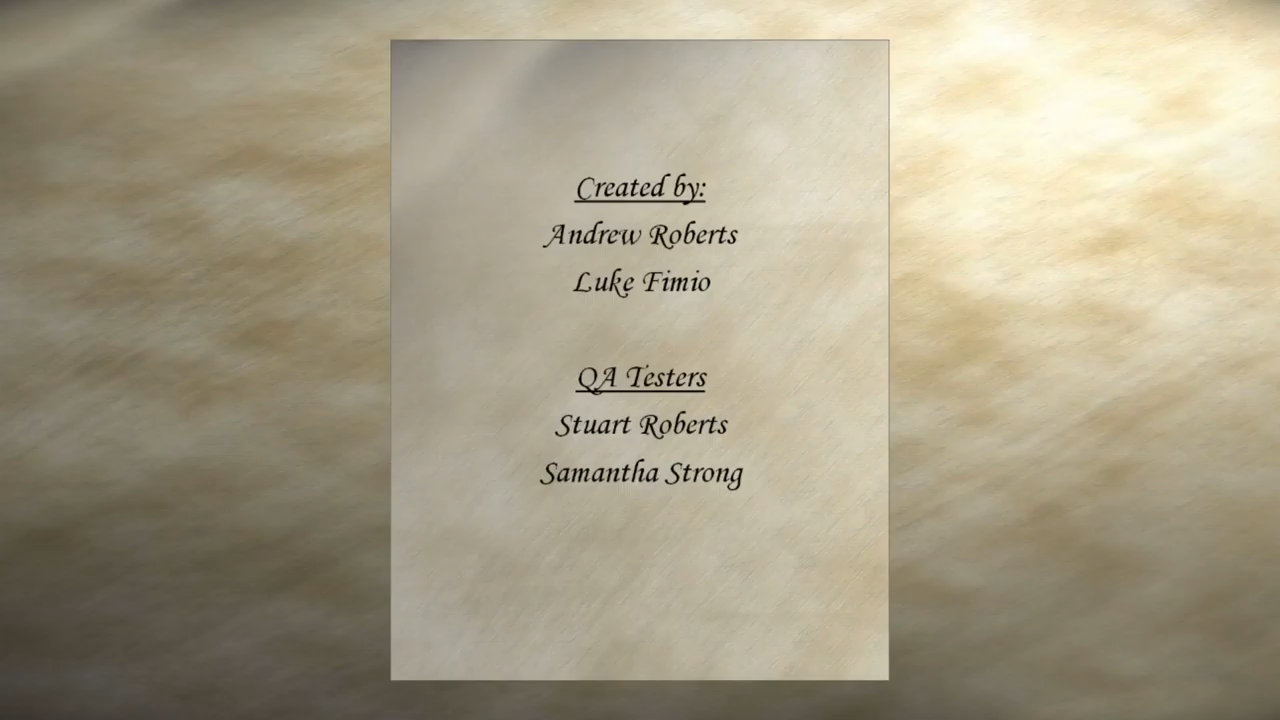 Created by:
Andrew Roberts
Luke Fimio
QA Testers
Stuart Roberts
Samantha Strong